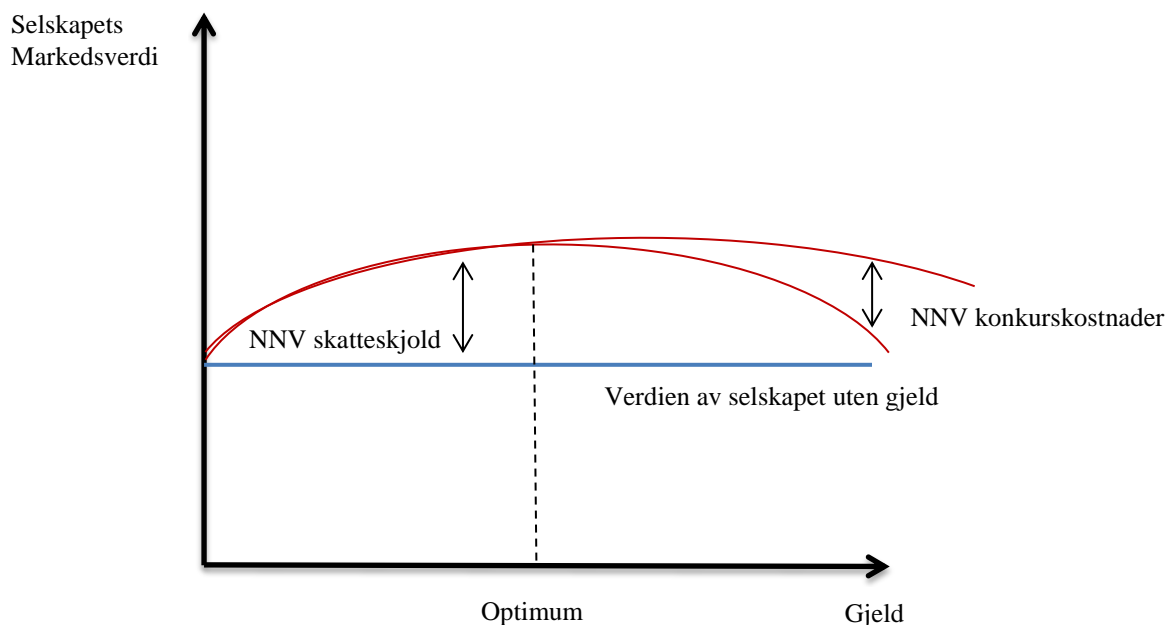 Selskapets
Markedsverdi
NNV skatteskjold
NNV konkurskostnader
Verdien av selskapet uten gjeld
Optimum
Gjeld